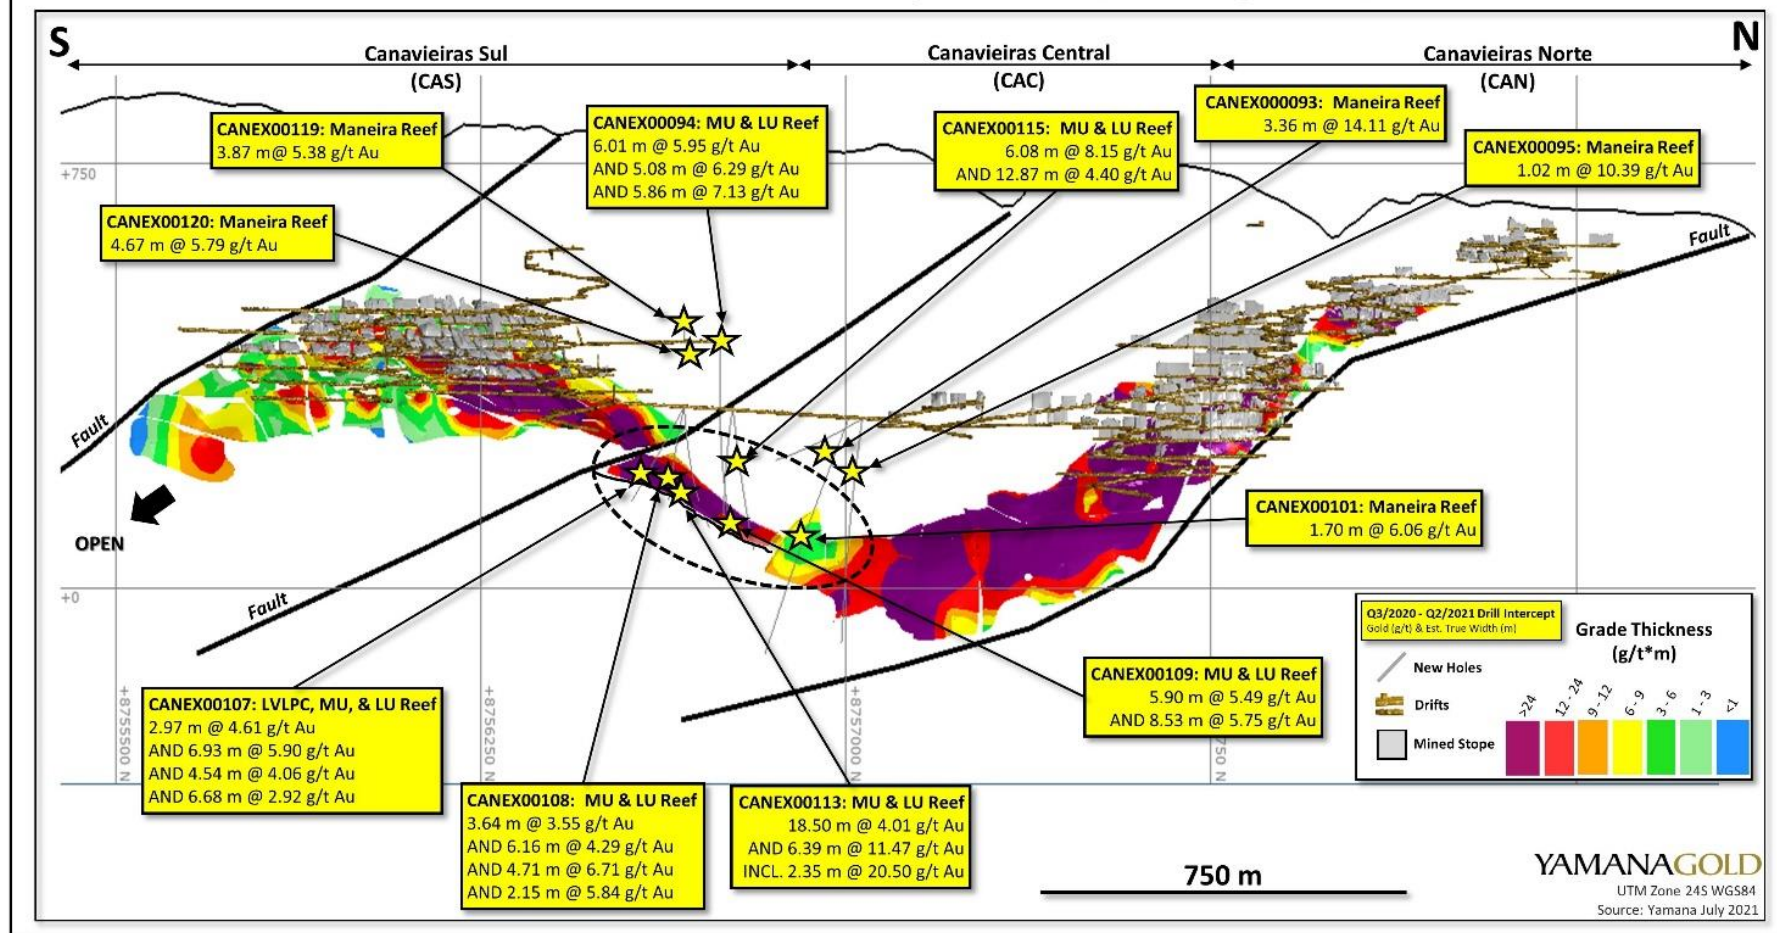 S
N
Canavieiras Sul
(CAS)
Canavieiras Central
(CAC)
Canavieiras Norte
(CAN)
CANEX00119: Maneira Reef
3.87 m@ 5.38 g/t Au
CANEX00094: MU & LU Reef
6.01 m @ 5.95 g/t Au
AND 5.08 m @ 6.29 g/t Au
AND 5.86 m @ 7.13 g/t Au
CANEX00115: MU & LU Reef
6.08 m @ 8.15 g/t Au
AND 12.87 m @ 4.40 g/t Au
CANEX000093: Maneira Reef
3.36 m @ 14.11 g/t Au
CANEX00095: Maneira Reef
1.02 m @ 10.39 g/t Au
+750
CANEX00120: Maneira Reef
4.67 m @ 5.79 g/t Au
Fault
Fault
OPEN
CANEX00101: Maneira Reef
1.70 m @ 6.06 g/t Au
+0
Fault
Q3/2020 - Q2/2021 Drill Intercept
Gold (g/t) & Est. True Width (m)
New Holes
Drifts
Mined Stope
Grade Thickness
(g/t*m)
>24
12 - 24
9 - 12
6 - 9
3 - 6
1 - 3
<1
CANEX00109: MU & LU Reef
5.90 m @ 5.49 g/t Au
AND 8.53 m @ 5.75 g/t Au
+8755500 N
+8756250 N
+8757000 N
750 N
CANEX00107: LVLPC, MU, & LU Reef
2.97 m @ 4.61 g/t Au
AND 6.93 m @ 5.90 g/t Au
AND 4.54 m @ 4.06 g/t Au
AND 6.68 m @ 2.92 g/t Au
CANEX00108: MU & LU Reef
3.64 m @ 3.55 g/t Au
AND 6.16 m @ 4.29 g/t Au
AND 4.71 m @ 6.71 g/t Au
AND 2.15 m @ 5.84 g/t Au
CANEX00113: MU & LU Reef
18.50 m @ 4.01 g/t Au
AND 6.39 m @ 11.47 g/t Au
INCL. 2.35 m @ 20.50 g/t Au
750 m
YAMANAGOLD
UTM Zone 24S WGS84
Source: Yamana July 2021